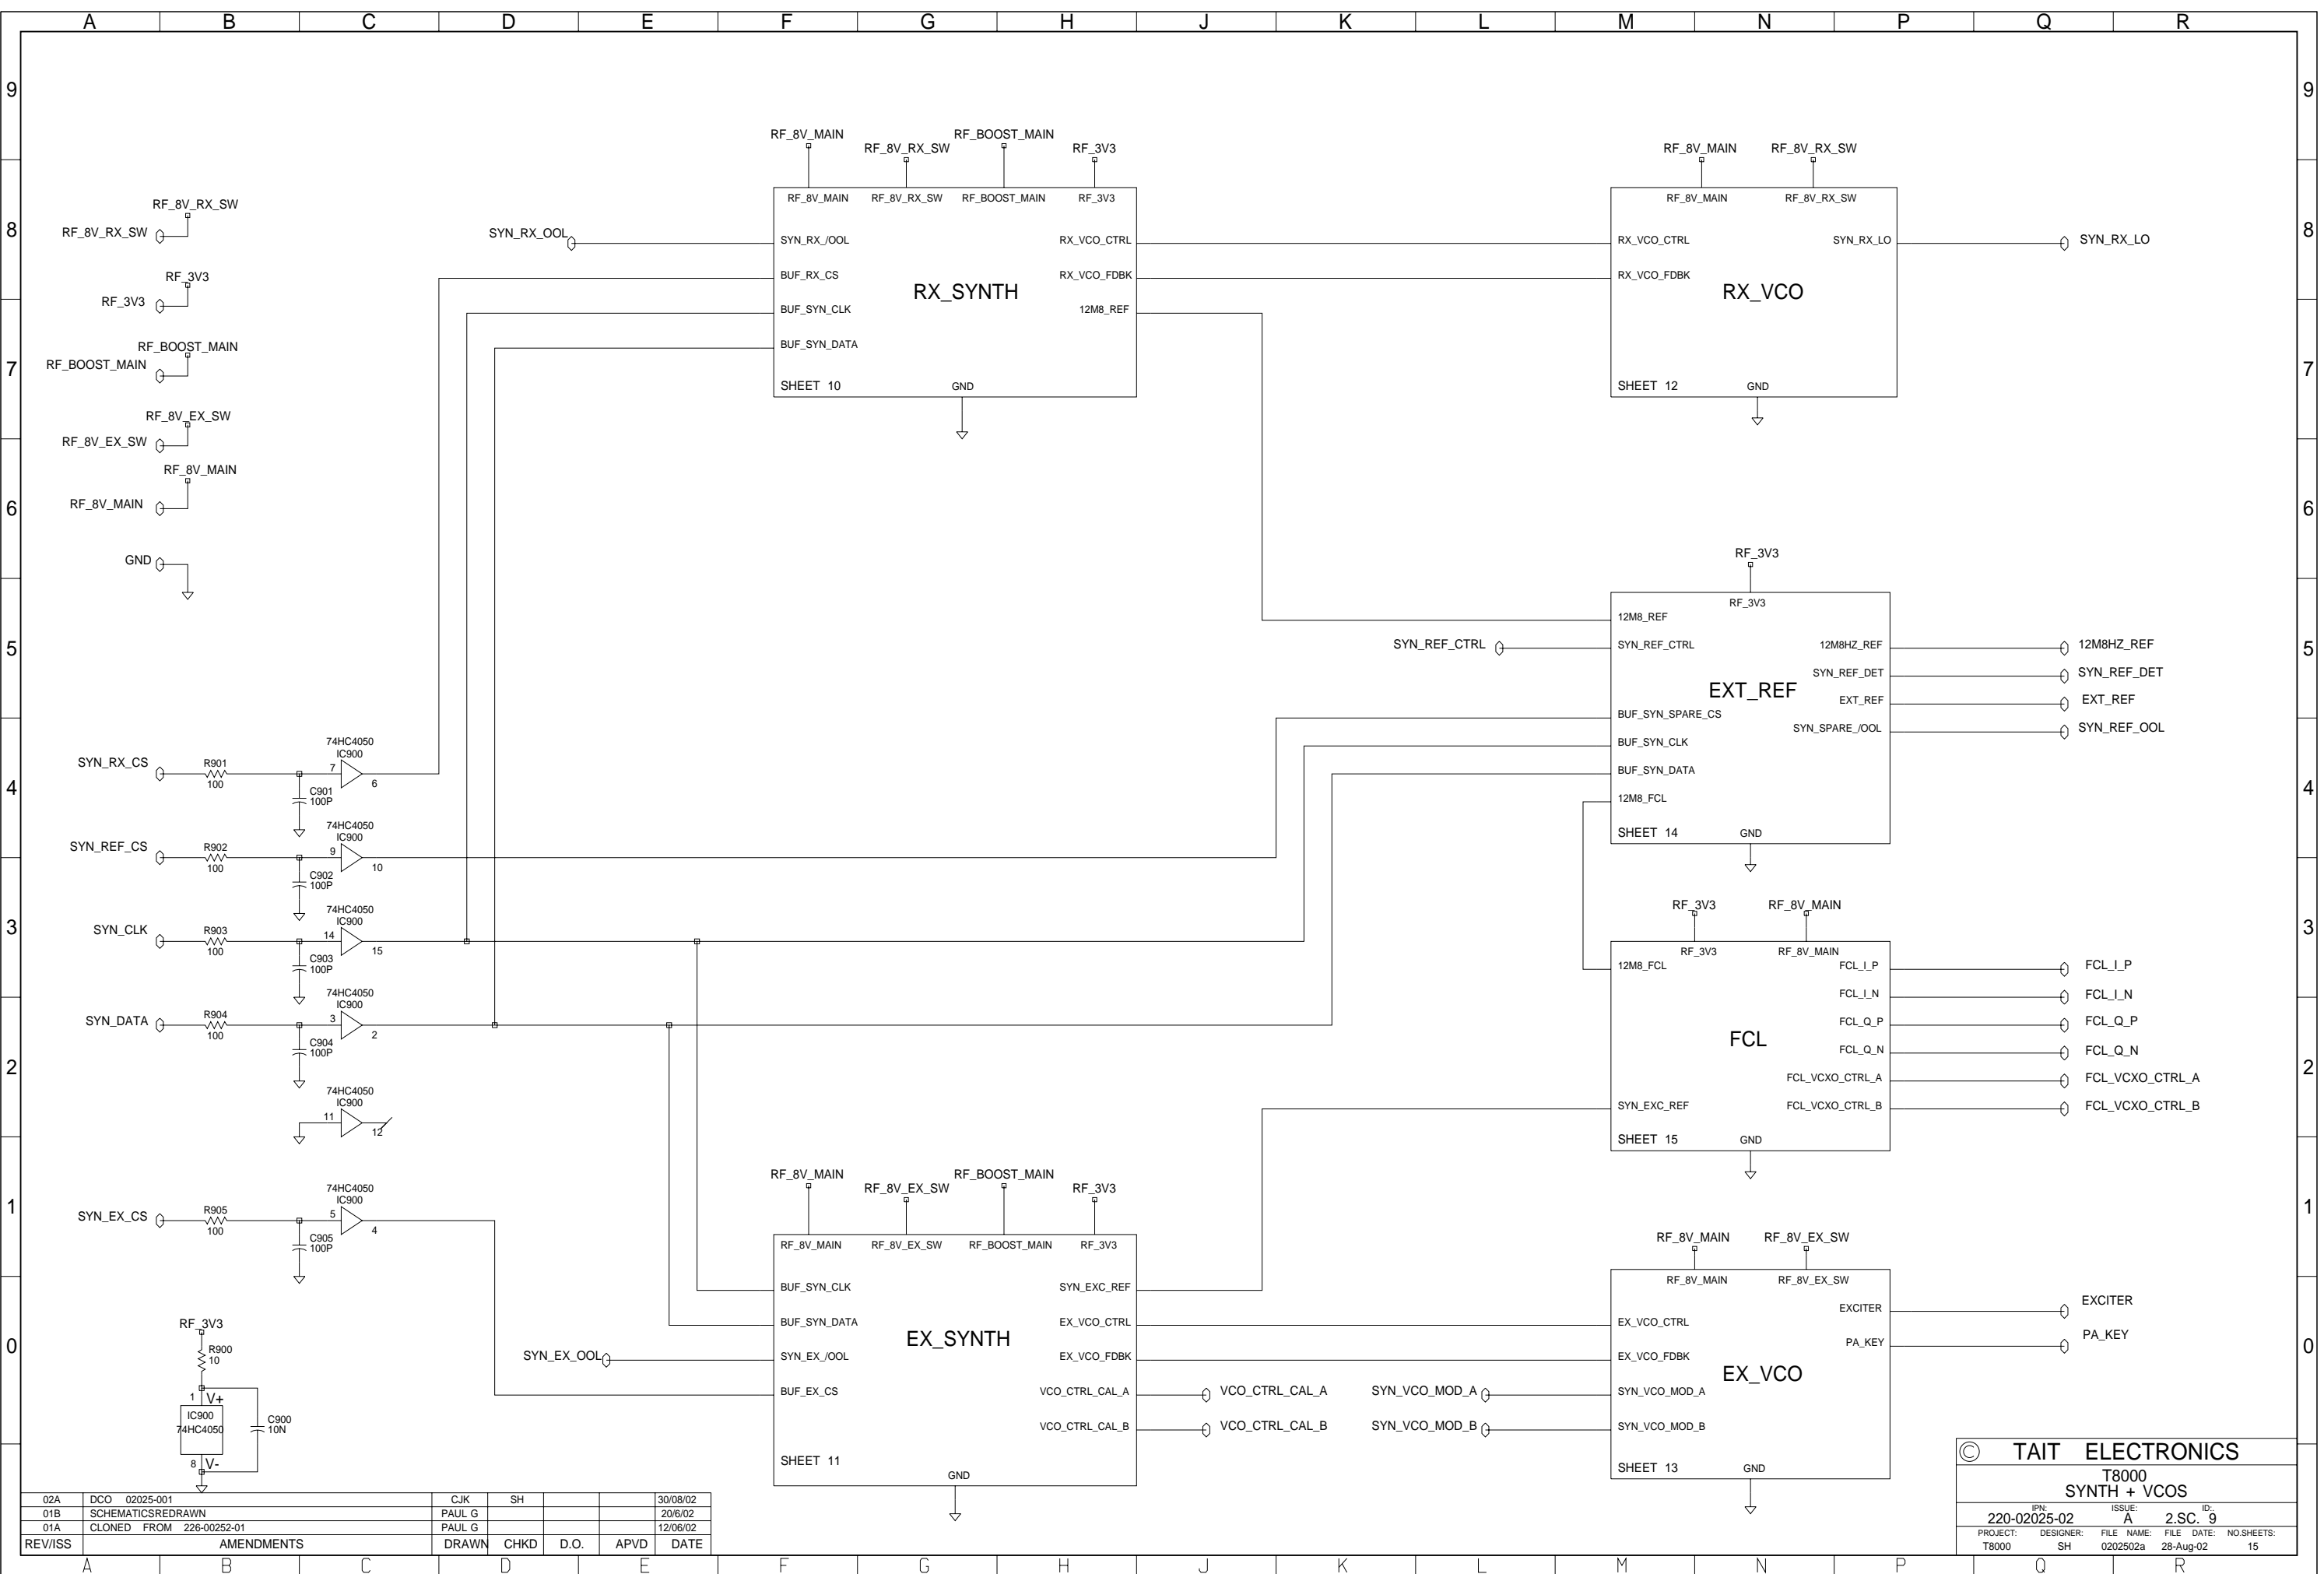 A B C D E F G H J K L M N P Q R
9 9
8 8
7 7
6 6
5 5
4 4
3 3
2 2
1 1
0 0
RF_8V_RX_SW
RF_8V_RX_SW
RF_3V3
RF_3V3
RF_BOOST_MAIN
RF_BOOST_MAIN
RF_8V_EX_SW
RF_8V_EX_SW
RF_8V_MAIN
RF_8V_MAIN
GND
SYN_RX_CS
R901
100
C901
100P
74HC4050
IC900
7
6
SYN_REF_CS
R902
100
C902
100P
74HC4050
IC900
9
10
SYN_CLK
R903
100
C903
100P
74HC4050
IC900
14
15
SYN_DATA
R904
100
C904
100P
74HC4050
IC900
3
2
74HC4050
IC900
11
12
SYN_EX_CS
R905
100
C905
100P
74HC4050
IC900
5
4
RF_3V3
R900
10
1 V+
IC900
74HC4050
C900
10N
8 V-
RF_8V_MAIN
RF_8V_RX_SW
RF_BOOST_MAIN
RF_3V3
RF_8V_MAIN RF_8V_RX_SW RF_BOOST_MAIN RF_3V3
SYN_RX_OOL
SYN_RX_/OOL RX_VCO_CTRL
BUF_RX_CS RX_VCO_FDBK
RX_SYNTH
BUF_SYN_CLK 12M8_REF
BUF_SYN_DATA
SHEET 10 GND
RF_8V_MAIN RF_8V_RX_SW
RF_8V_MAIN RF_8V_RX_SW
RX_VCO_CTRL SYN_RX_LO
SYN_RX_LO
RX_VCO_FDBK
RX_VCO
SHEET 12 GND
RF_3V3
RF_3V3
12M8_REF
SYN_REF_CTRL
SYN_REF_CTRL 12M8HZ_REF
12M8HZ_REF
SYN_REF_DET
SYN_REF_DET
EXT_REF
EXT_REF
EXT_REF
BUF_SYN_SPARE_CS
SYN_SPARE_/OOL
SYN_REF_OOL
BUF_SYN_CLK
BUF_SYN_DATA
12M8_FCL
SHEET 14 GND
RF_3V3 RF_8V_MAIN
RF_3V3 RF_8V_MAIN
12M8_FCL FCL_I_P
FCL_I_P
FCL_I_N
FCL_I_N
FCL_Q_P
FCL_Q_P
FCL
FCL_Q_N
FCL_Q_N
FCL_VCXO_CTRL_A
FCL_VCXO_CTRL_A
SYN_EXC_REF FCL_VCXO_CTRL_B
FCL_VCXO_CTRL_B
SHEET 15 GND
RF_8V_MAIN
RF_8V_EX_SW
RF_BOOST_MAIN
RF_3V3
RF_8V_MAIN RF_8V_EX_SW RF_BOOST_MAIN RF_3V3
BUF_SYN_CLK SYN_EXC_REF
BUF_SYN_DATA EX_VCO_CTRL
EX_SYNTH
SYN_EX_OOL
SYN_EX_/OOL EX_VCO_FDBK
BUF_EX_CS VCO_CTRL_CAL_A
VCO_CTRL_CAL_A
VCO_CTRL_CAL_B
VCO_CTRL_CAL_B
SHEET 11
GND
RF_8V_MAIN RF_8V_EX_SW
RF_8V_MAIN RF_8V_EX_SW
EXCITER
EXCITER
EX_VCO_CTRL
PA_KEY
PA_KEY
EX_VCO_FDBK
EX_VCO
SYN_VCO_MOD_A
SYN_VCO_MOD_A
SYN_VCO_MOD_B
SYN_VCO_MOD_B
SHEET 13 GND
02A DCO 02025-001 CJK SH 30/08/02
01B SCHEMATICSREDRAWN PAUL G 20/6/02
01A CLONED FROM 226-00252-01 PAUL G 12/06/02
REV/ISS AMENDMENTS DRAWN CHKD D.O. APVD DATE
© TAIT ELECTRONICS
T8000
SYNTH + VCOS
IPN: ISSUE: ID:.
220-02025-02 A 2.SC. 9
PROJECT: DESIGNER: FILE NAME: FILE DATE: NO.SHEETS:
T8000 SH 0202502a 28-Aug-02 15
A B C D E F G H J K L M N P Q R